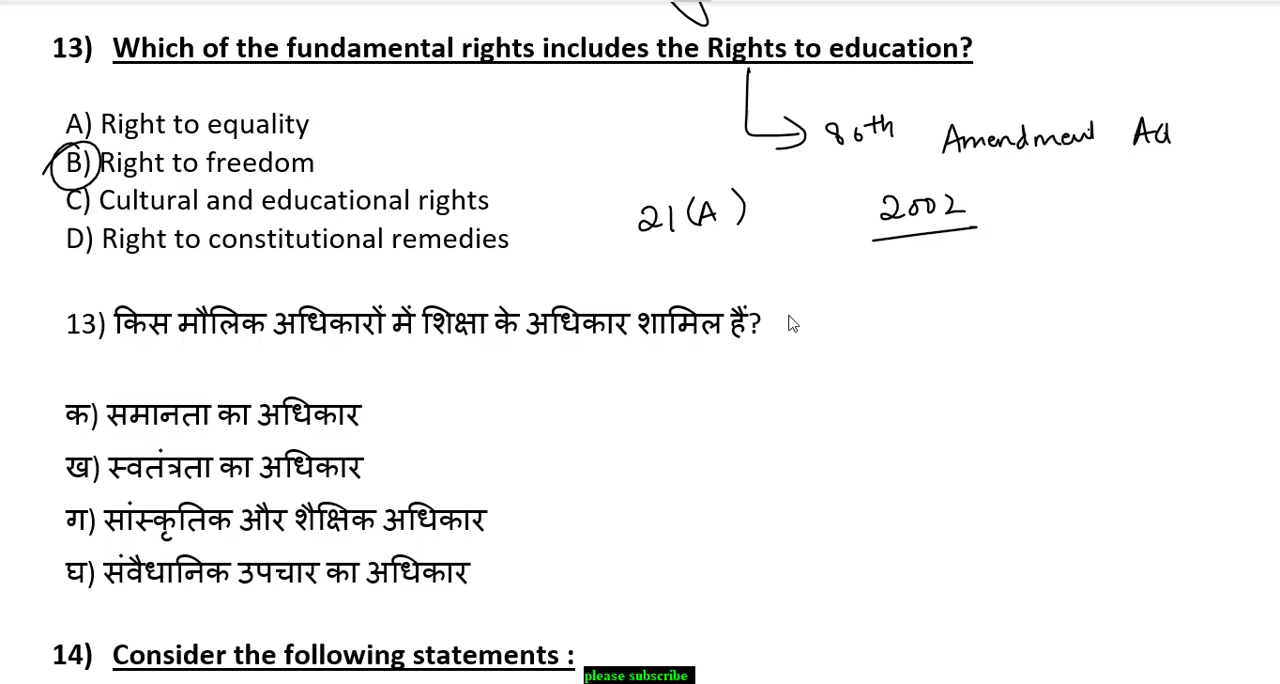 13) Which of the fundamental rights includes the Rights to education?
A) Right to equality
86th Amendment Act
B) Right to freedom
C) Cultural and educational rights
21(A) 2002
D) Right to constitutional remedies
13) किस मौलिक अधिकारों में शिक्षा के अधिकार शामिल हैं?
क) समानता का अधिकार
ख) स्वतंत्रता का अधिकार
ग) सांस्कृतिक और शैक्षिक अधिकार
घ) संवैधानिक उपचार का अधिकार
14) Consider the following statements :
please subscribe